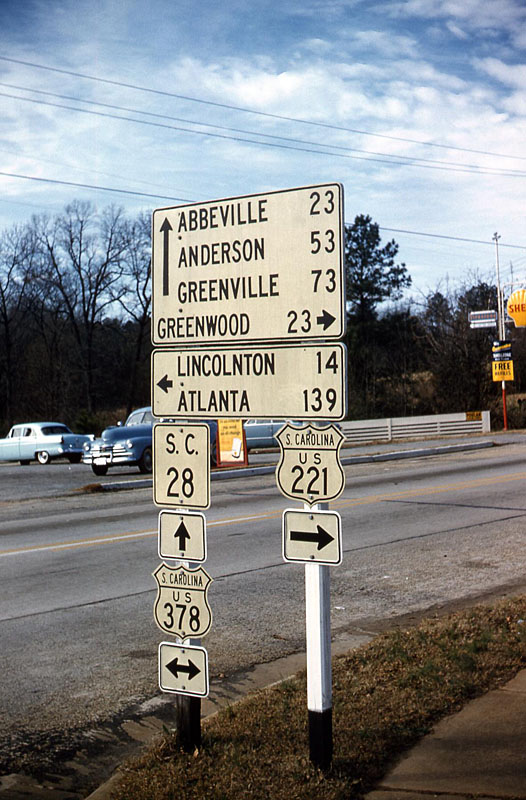 ABBEVILLE 23
ANDERSON 53
GREENVILLE 73
GREENWOOD 23
LINCOLNTON 14
ATLANTA 139
S.C.
28
S. CAROLINA
US
221
S. CAROLINA
US
378
SHE
FREE